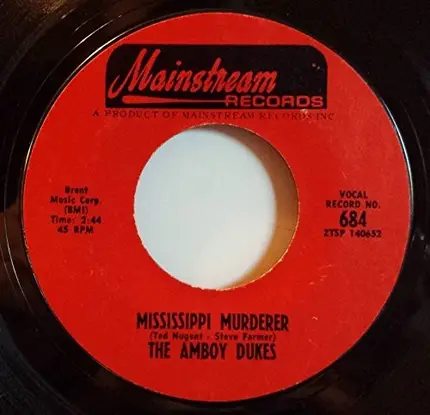 Mainstream
RECORDS
A PRODUCT OF MAINSTREAM RECORDS INC
Brent
Music Corp.
(BMI)
Time: 2:44
45 RPM
VOCAL
RECORD NO.
684
ZTSP 140652
MISSISSIPPI MURDERER
(Ted Nugent - Steve Farmer)
THE AMBOY DUKES